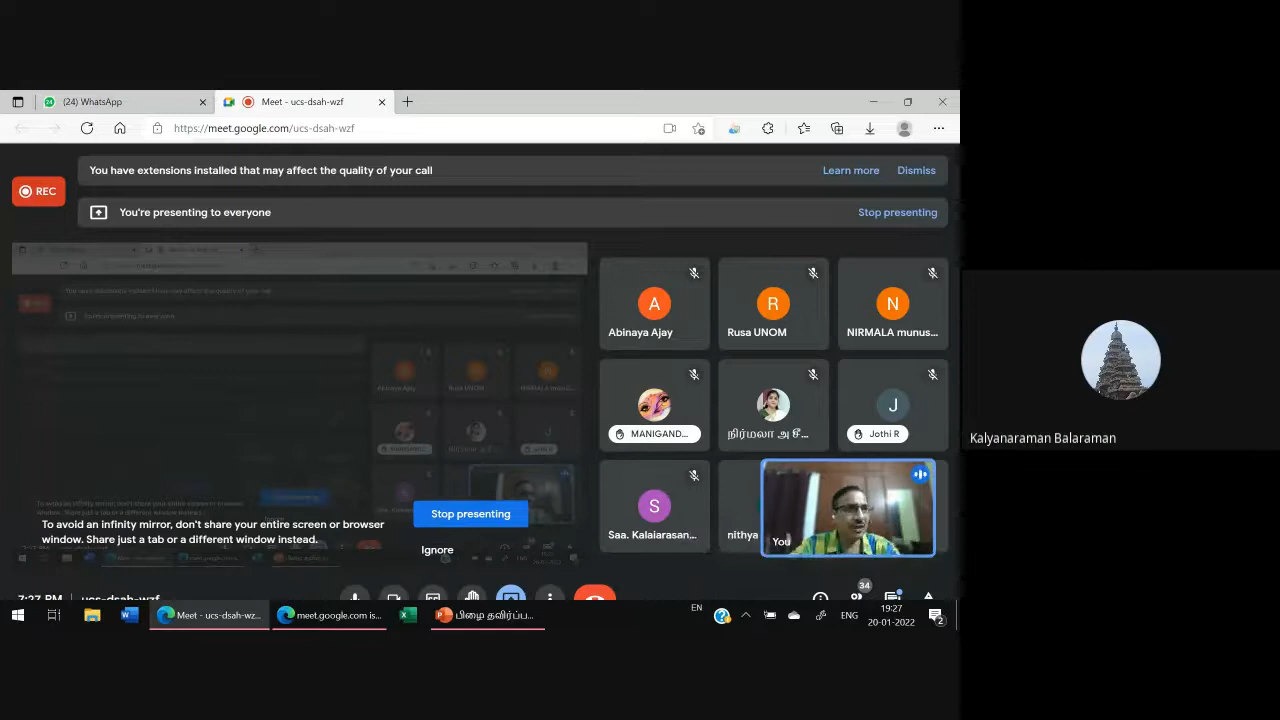 (24) WhatsApp
Meet - ucs-dsah-wzf
https://meet.google.com/ucs-dsah-wzf
You have extensions installed that may affect the quality of your call
Learn more
Dismiss
REC
You're presenting to everyone
Stop presenting
A
Abinaya Ajay
R
Rusa UNOM
N
NIRMALA munus...
MANIGAND...
நிர்மலா அ சீ...
J
Jothi R
S
Saa. Kalaiarasan...
nithya
You
To avoid an infinity mirror, don't share your entire screen or browser
window. Share just a tab or a different window instead.
Stop presenting
Ignore
7:27 PM
ucs-dsah-wzf
34
Meet - ucs-dsah-wz...
meet.google.com is...
பிழை தவிர்ப்ப...
EN
ENG
19:27
20-01-2022
2
Kalyanaraman Balaraman